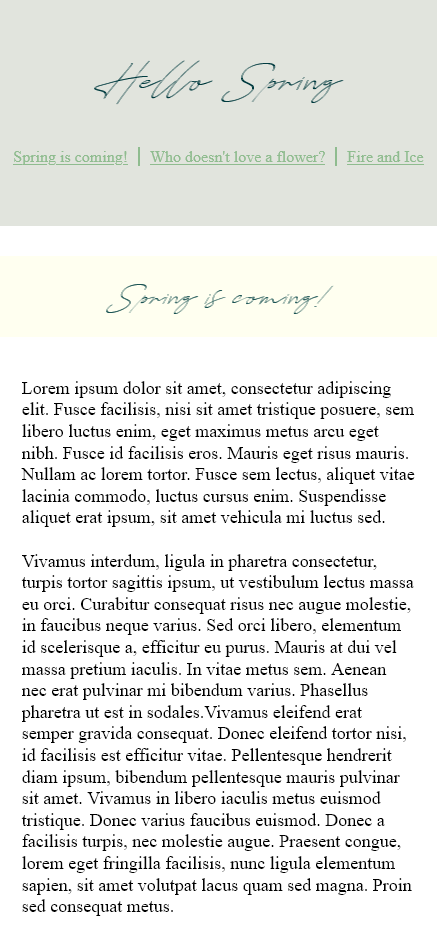 Hello Spring
Spring is coming! | Who doesn't love a flower? | Fire and Ice
Spring is coming!
Lorem ipsum dolor sit amet, consectetur adipiscing
elit. Fusce facilisis, nisi sit amet tristique posuere, sem
libero luctus enim, eget maximus metus arcu eget
nibh. Fusce id facilisis eros. Mauris eget risus mauris.
Nullam ac lorem tortor. Fusce sem lectus, aliquet vitae
lacinia commodo, luctus cursus enim. Suspendisse
aliquet erat ipsum, sit amet vehicula mi luctus sed.
Vivamus interdum, ligula in pharetra consectetur,
turpis tortor sagittis ipsum, ut vestibulum lectus massa
eu orci. Curabitur consequat risus nec augue molestie,
in faucibus neque varius. Sed orci libero, elementum
id scelerisque a, efficitur eu purus. Mauris at dui vel
massa pretium iaculis. In vitae metus sem. Aenean
nec erat pulvinar mi bibendum varius. Phasellus
pharetra ut est in sodales.Vivamus eleifend erat
semper gravida consequat. Donec eleifend tortor nisi,
id facilisis est efficitur vitae. Pellentesque hendrerit
diam ipsum, bibendum pellentesque mauris pulvinar
sit amet. Vivamus in libero iaculis metus euismod
tristique. Donec varius faucibus euismod. Donec a
facilisis turpis, nec molestie augue. Praesent congue,
lorem eget fringilla facilisis, nunc ligula elementum
sapien, sit amet volutpat lacus quam sed magna. Proin
sed consequat metus.